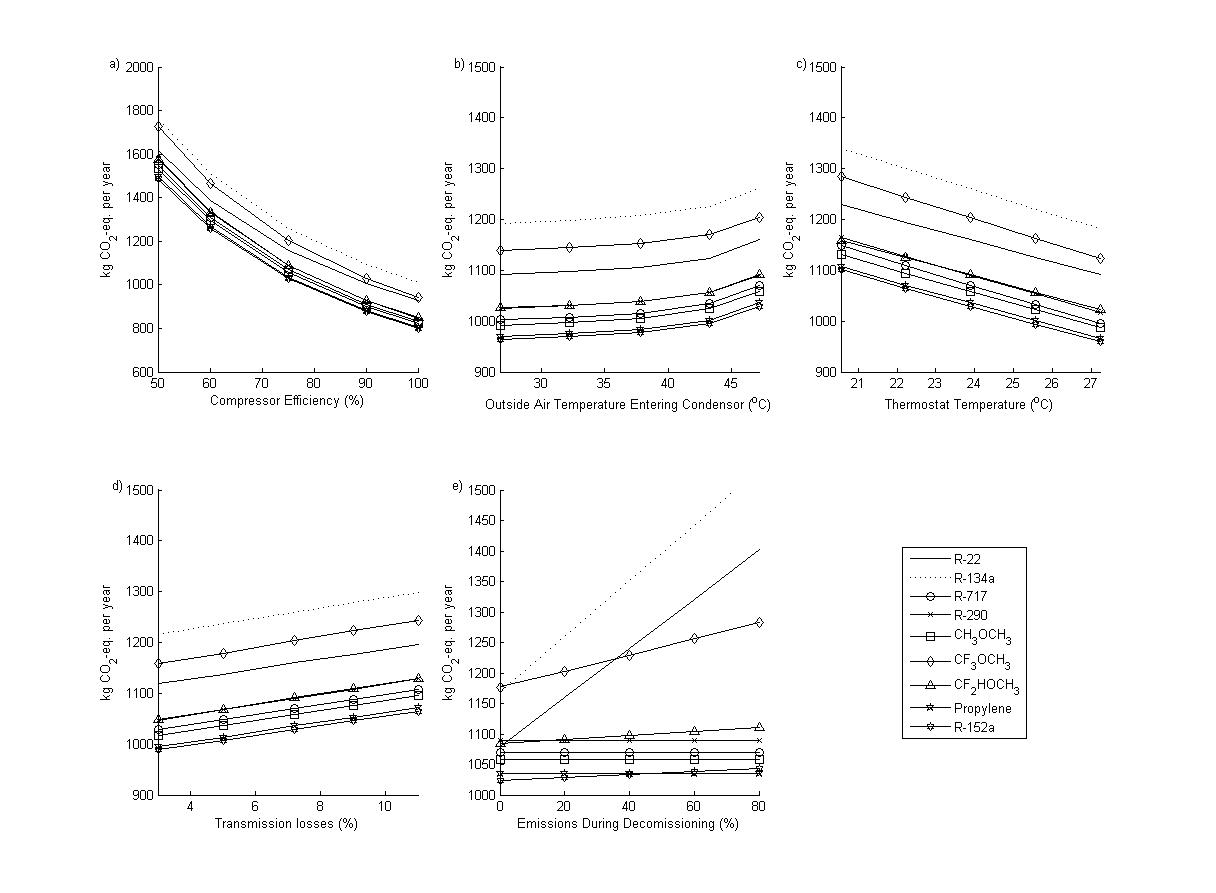 a)
2000
1800
1600
1400
1200
1000
800
600
kg CO2-eq. per year
50 60 70 80 90 100
Compressor Efficiency (%)
b)
1500
1400
1300
1200
1100
1000
900
kg CO2-eq. per year
30 35 40 45
Outside Air Temperature Entering Condensor (oC)
c)
1500
1400
1300
1200
1100
1000
900
kg CO2-eq. per year
21 22 23 24 25 26 27
Thermostat Temperature (oC)
d)
1500
1400
1300
1200
1100
1000
900
kg CO2-eq. per year
4 6 8 10
Transmission losses (%)
e)
1500
1450
1400
1350
1300
1250
1200
1150
1100
1050
1000
kg CO2-eq. per year
0 20 40 60 80
Emissions During Decomissioning (%)
R-22
R-134a
R-717
R-290
CH3OCH3
CF3OCH3
CF2HOCH3
Propylene
R-152a